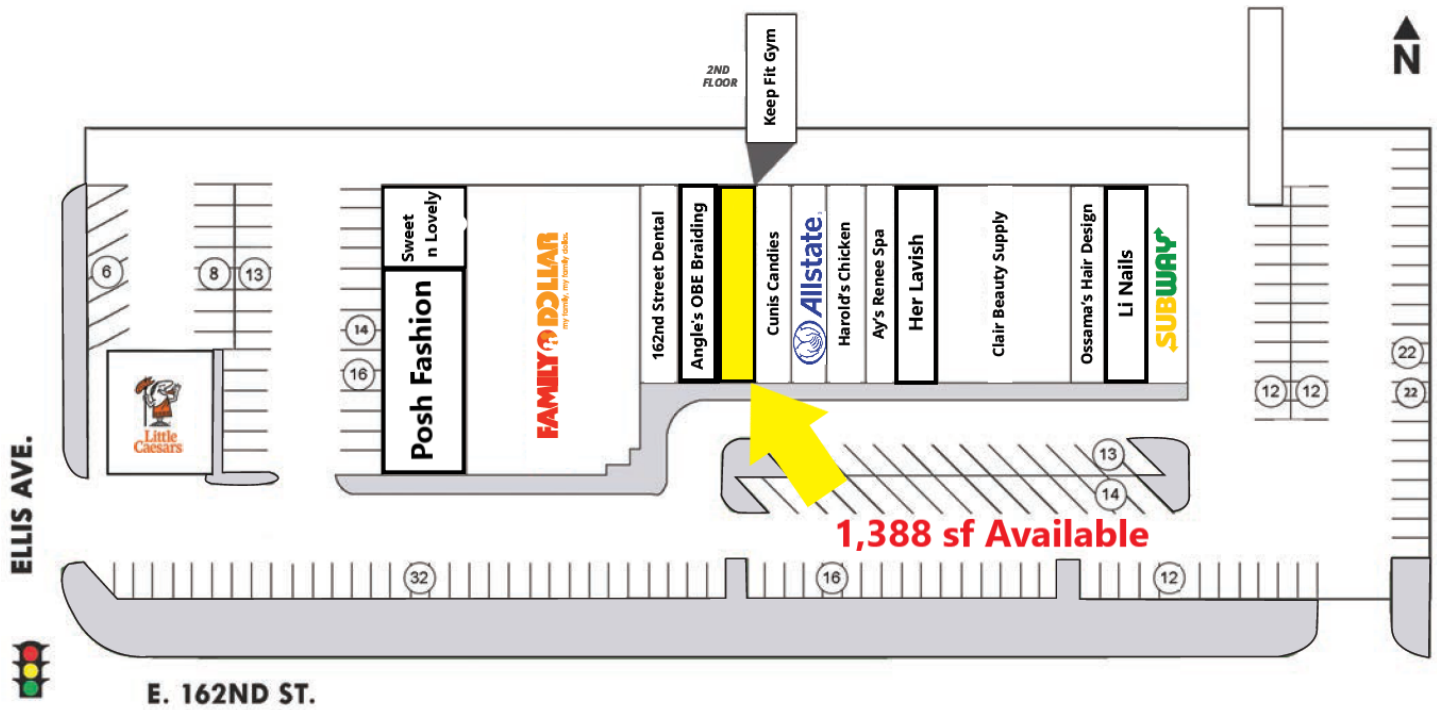 Keep Fit Gym
2ND
FLOOR
N
6
8
13
14
16
Sweet
n Lovely
Posh Fashion
FAMILY DOLLAR
my family, my family dollar.
162nd Street Dental
Angle's OBE Braiding
Cunis Candies
Allstate
Harold's Chicken
Ay's Renee Spa
Her Lavish
Clair Beauty Supply
Ossama's Hair Design
Li Nails
SUBWAY
12
12
22
22
Little
Caesars
13
14
1,388 sf Available
32
16
12
ELLIS AVE.
E. 162ND ST.